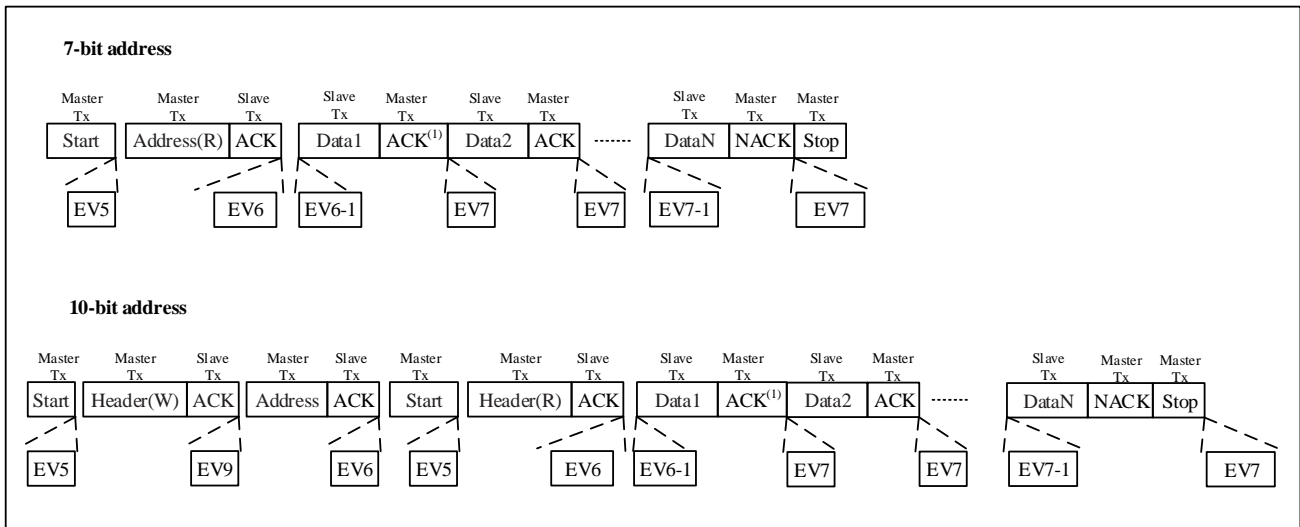 7-bit address
Master Tx Master Tx Slave Tx Slave Tx Master Tx Slave Tx Master Tx Slave Tx Master Tx Master Tx
Start Address(R) ACK Data1 ACK(1) Data2 ACK ········ DataN NACK Stop
EV5 EV6 EV6-1 EV7 EV7 EV7-1 EV7
10-bit address
Master Tx Master Tx Slave Tx Master Tx Slave Tx Master Tx Master Tx Slave Tx Slave Tx Master Tx Slave Tx Master Tx Slave Tx Master Tx Master Tx
Start Header(W) ACK Address ACK Start Header(R) ACK Data1 ACK(1) Data2 ACK ········ DataN NACK Stop
EV5 EV9 EV6 EV5 EV6 EV6-1 EV7 EV7 EV7-1 EV7